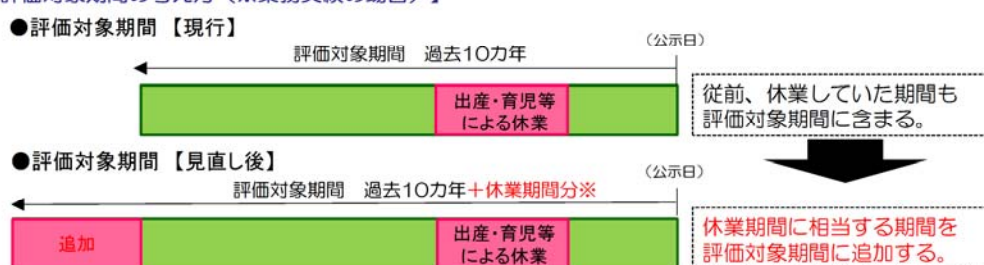 ●評価対象期間【現行】
(公示日)
評価対象期間 過去10カ年
出産・育児等
による休業
従前、休業していた期間も
評価対象期間に含まる。
●評価対象期間【見直し後】
(公示日)
評価対象期間 過去10カ年+休業期間分※
追加
出産・育児等
による休業
休業期間に相当する期間を
評価対象期間に追加する。